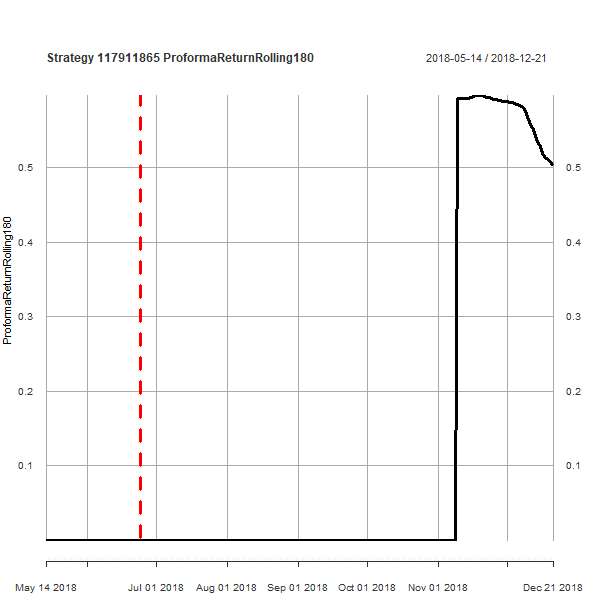 Strategy 117911865 ProformaReturnRolling180
2018-05-14 / 2018-12-21
ProformaReturnRolling180
0.5
0.4
0.3
0.2
0.1
0.5
0.4
0.3
0.2
0.1
May 14 2018
Jul 01 2018
Aug 01 2018
Sep 01 2018
Oct 01 2018
Nov 01 2018
Dec 21 2018